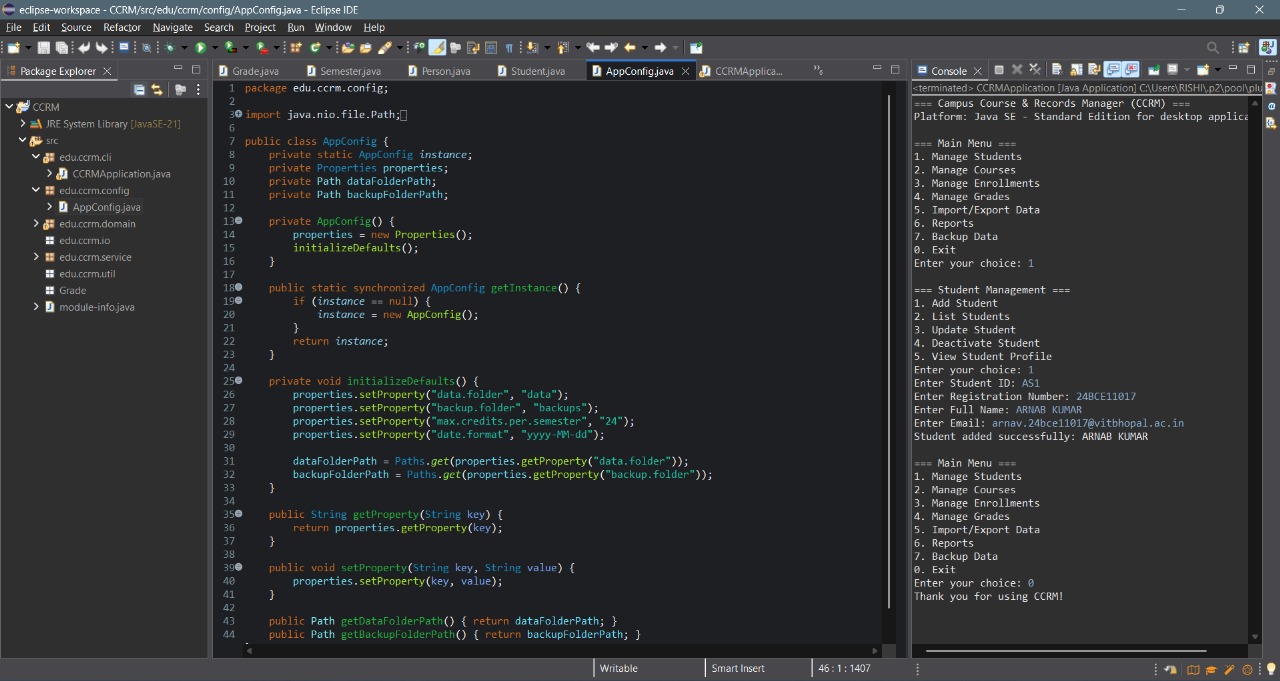 eclipse-workspace - CCRM/src/edu/ccrm/config/AppConfig.java - Eclipse IDE
File Edit Source Refactor Navigate Search Project Run Window Help
Package Explorer
CCRM
JRE System Library [JavaSE-21]
src
edu.ccrm.cli
CCRMApplication.java
edu.ccrm.config
AppConfig.java
edu.ccrm.domain
edu.ccrm.io
edu.ccrm.service
edu.ccrm.util
Grade
module-info.java
Grade.java Semester.java Person.java Student.java AppConfig.java CCRMApplica...
1 package edu.ccrm.config;
2
3 import java.nio.file.Path;
6
7 public class AppConfig {
8 private static AppConfig instance;
9 private Properties properties;
10 private Path dataFolderPath;
11 private Path backupFolderPath;
12
13 private AppConfig() {
14 properties = new Properties();
15 initializeDefaults();
16 }
17
18 public static synchronized AppConfig getInstance() {
19 if (instance == null) {
20 instance = new AppConfig();
21 }
22 return instance;
23 }
24
25 private void initializeDefaults() {
26 properties.setProperty("data.folder", "data");
27 properties.setProperty("backup.folder", "backups");
28 properties.setProperty("max.credits.per.semester", "24");
29 properties.setProperty("date.format", "yyyy-MM-dd");
30
31 dataFolderPath = Paths.get(properties.getProperty("data.folder"));
32 backupFolderPath = Paths.get(properties.getProperty("backup.folder"));
33 }
34
35 public String getProperty(String key) {
36 return properties.getProperty(key);
37 }
38
39 public void setProperty(String key, String value) {
40 properties.setProperty(key, value);
41 }
42
43 public Path getDataFolderPath() { return dataFolderPath; }
44 public Path getBackupFolderPath() { return backupFolderPath; }
Console
<terminated> CCRMApplication [Java Application] C:\Users\RISHI\.p2\pool\plu
=== Campus Course & Records Manager (CCRM) ===
Platform: Java SE - Standard Edition for desktop applica
=== Main Menu ===
1. Manage Students
2. Manage Courses
3. Manage Enrollments
4. Manage Grades
5. Import/Export Data
6. Reports
7. Backup Data
0. Exit
Enter your choice: 1
=== Student Management ===
1. Add Student
2. List Students
3. Update Student
4. Deactivate Student
5. View Student Profile
Enter your choice: 1
Enter Student ID: AS1
Enter Registration Number: 24BCE11017
Enter Full Name: ARNAB KUMAR
Enter Email: arnav.24bce11017@vitbhopal.ac.in
Student added successfully: ARNAB KUMAR
=== Main Menu ===
1. Manage Students
2. Manage Courses
3. Manage Enrollments
4. Manage Grades
5. Import/Export Data
6. Reports
7. Backup Data
0. Exit
Enter your choice: 0
Thank you for using CCRM!
Writable Smart Insert 46 : 1 : 1407